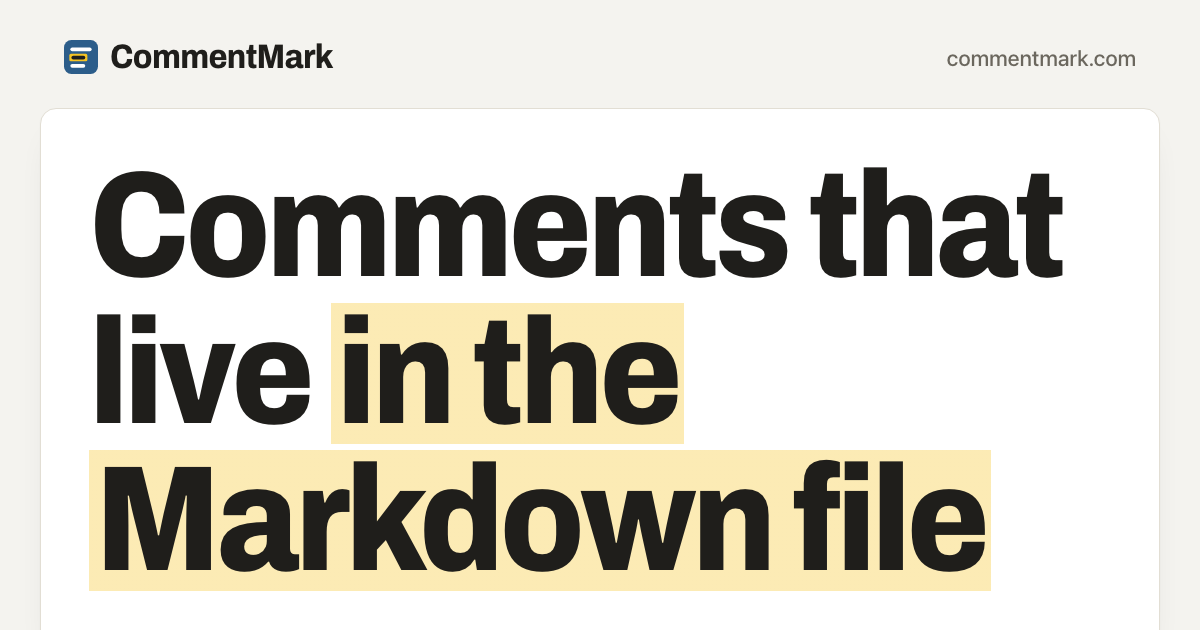 CommentMark
commentmark.com
Comments that
live in the
Markdown file